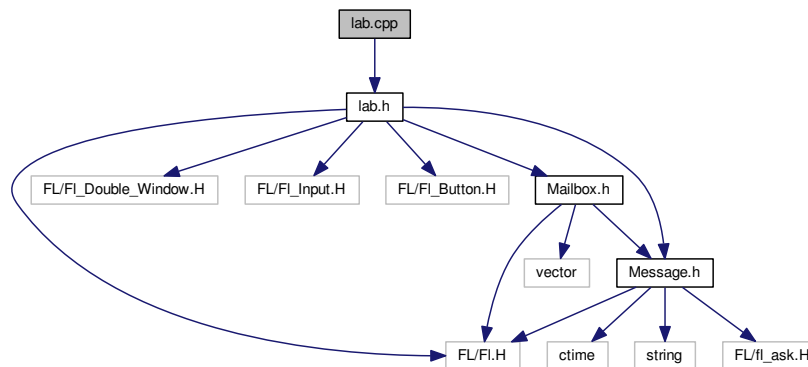 lab.cpp
lab.h
FL/Fl_Double_Window.H
FL/Fl_Input.H
FL/Fl_Button.H
Mailbox.h
vector
Message.h
FL/Fl.H
ctime
string
FL/fl_ask.H